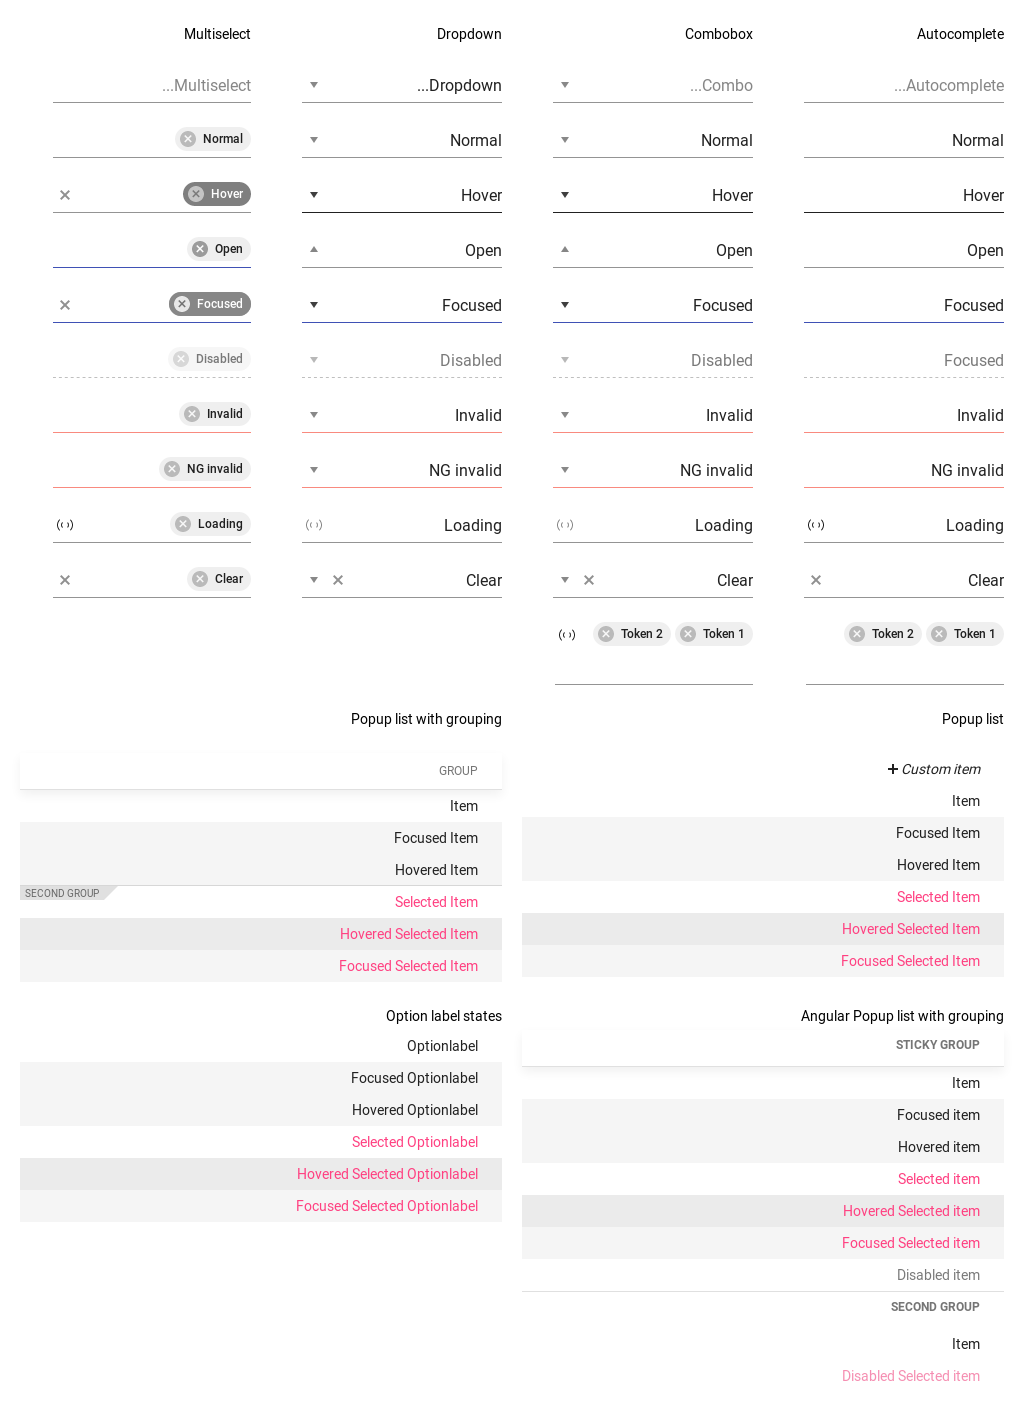 Multiselect Dropdown Combobox Autocomplete
...Multiselect ...Dropdown ...Combo ...Autocomplete
Normal Normal Normal Normal
Hover Hover Hover Hover
Open Open Open Open
Focused Focused Focused Focused
Disabled Disabled Disabled Focused
Invalid Invalid Invalid Invalid
NG invalid NG invalid NG invalid NG invalid
Loading Loading Loading Loading
Clear Clear Clear Clear
Token 2 Token 1 Token 2 Token 1
Popup list with grouping
GROUP
Item
Focused Item
Hovered Item
SECOND GROUP Selected Item
Hovered Selected Item
Focused Selected Item
Popup list
Custom item
Item
Focused Item
Hovered Item
Selected Item
Hovered Selected Item
Focused Selected Item
Option label states
Optionlabel
Focused Optionlabel
Hovered Optionlabel
Selected Optionlabel
Hovered Selected Optionlabel
Focused Selected Optionlabel
Angular Popup list with grouping
STICKY GROUP
Item
Focused item
Hovered item
Selected item
Hovered Selected item
Focused Selected item
Disabled item
SECOND GROUP
Item
Disabled Selected item